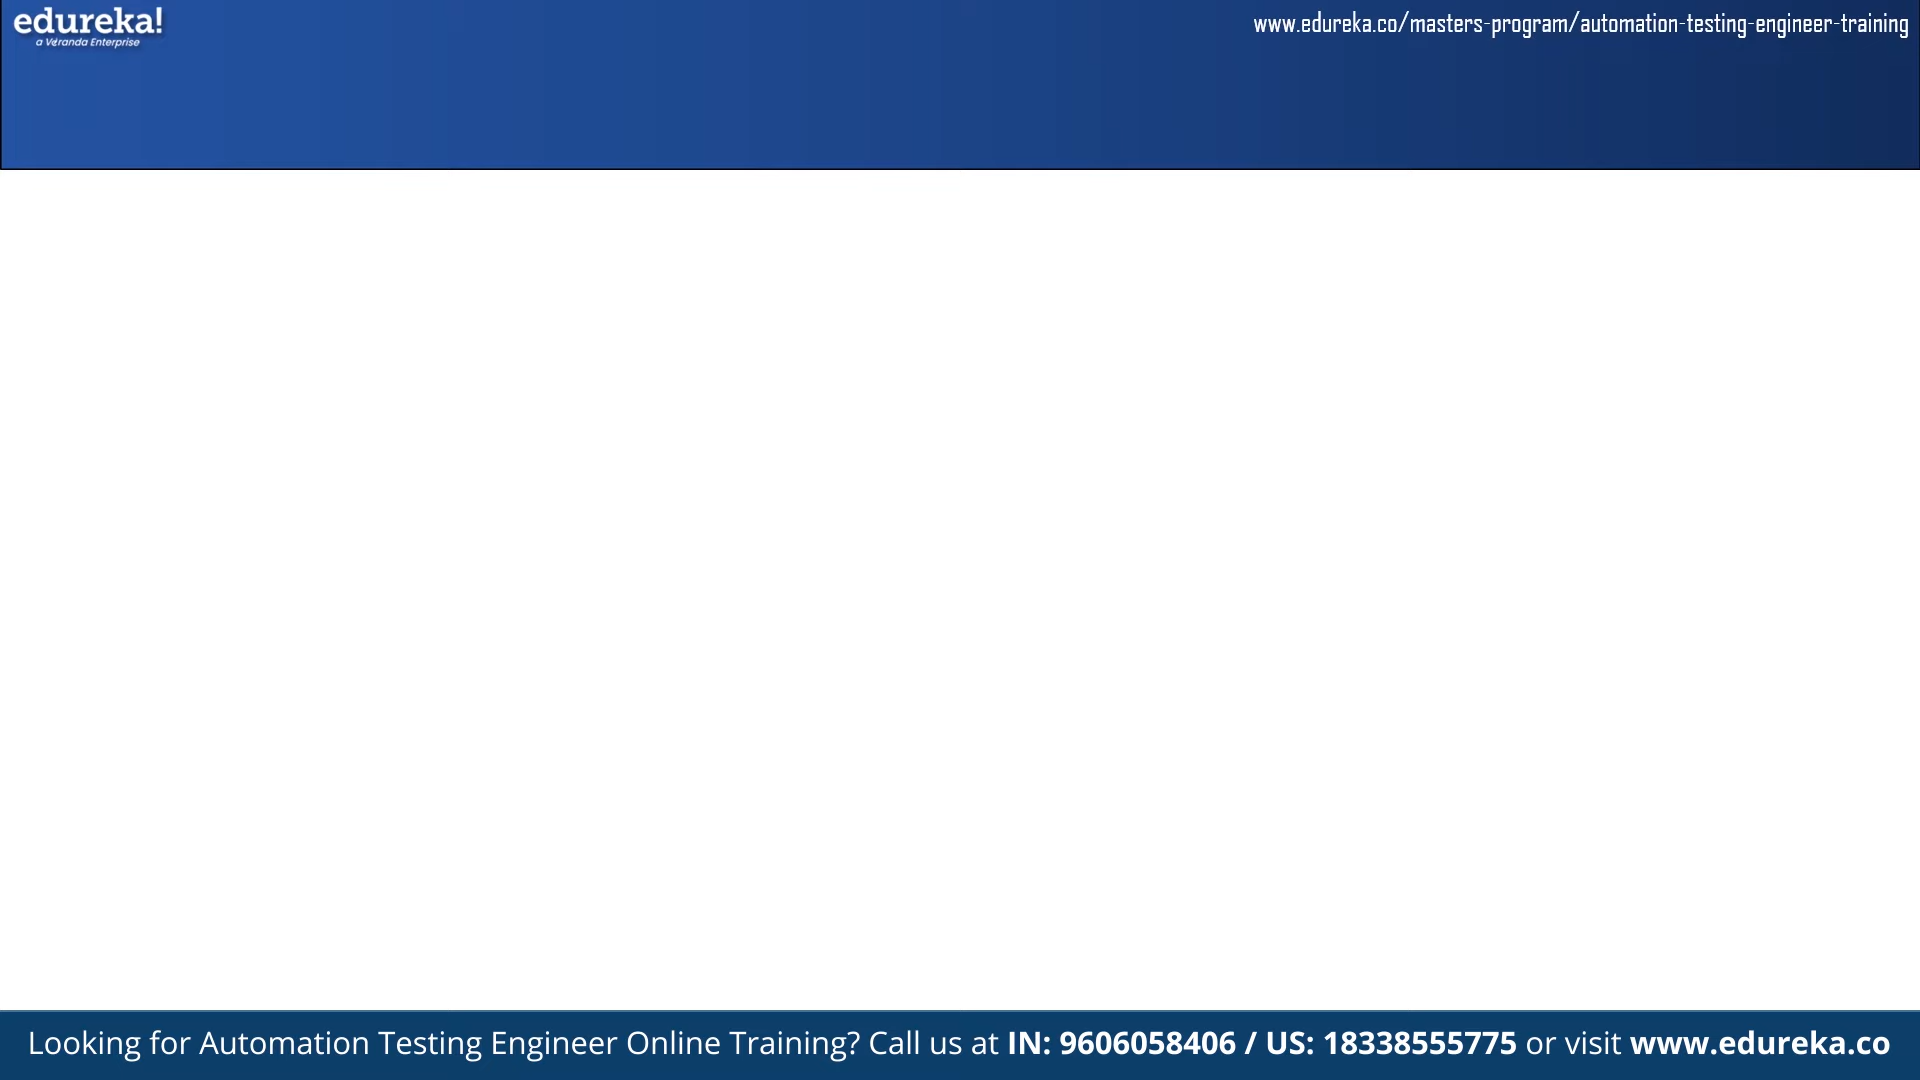 edureka!
a Veranda Enterprise
www.edureka.co/masters-program/automation-testing-engineer-training
Looking for Automation Testing Engineer Online Training? Call us at IN: 9606058406 / US: 18338555775 or visit www.edureka.co